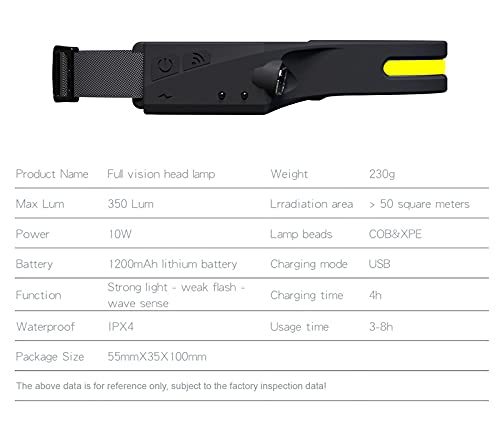 Product Name Full vision head lamp Weight 230g
Max Lum 350 Lum Lrradiation area > 50 square meters
Power 10W Lamp beads COB&XPE
Battery 1200mAh lithium battery Charging mode USB
Function Strong light - weak flash -
wave sense Charging time 4h
Waterproof IPX4 Usage time 3-8h
Package Size 55mmX35X100mm
The above data is for reference only, subject to the factory inspection data!